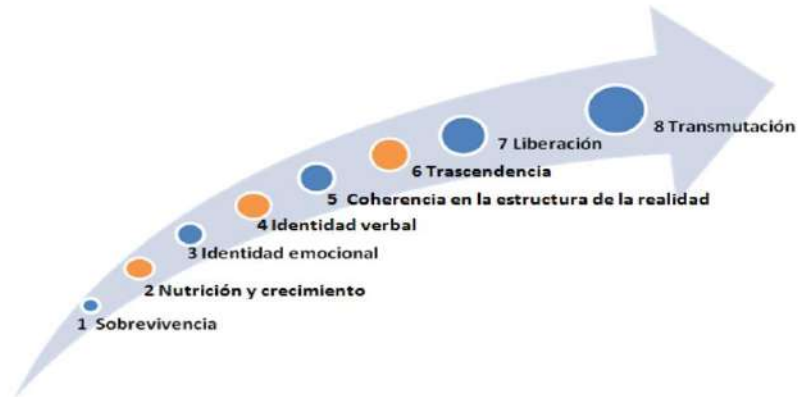 8 Transmutación
7 Liberación
6 Trascendencia
5 Coherencia en la estructura de la realidad
4 Identidad verbal
3 Identidad emocional
2 Nutrición y crecimiento
1 Sobrevivencia